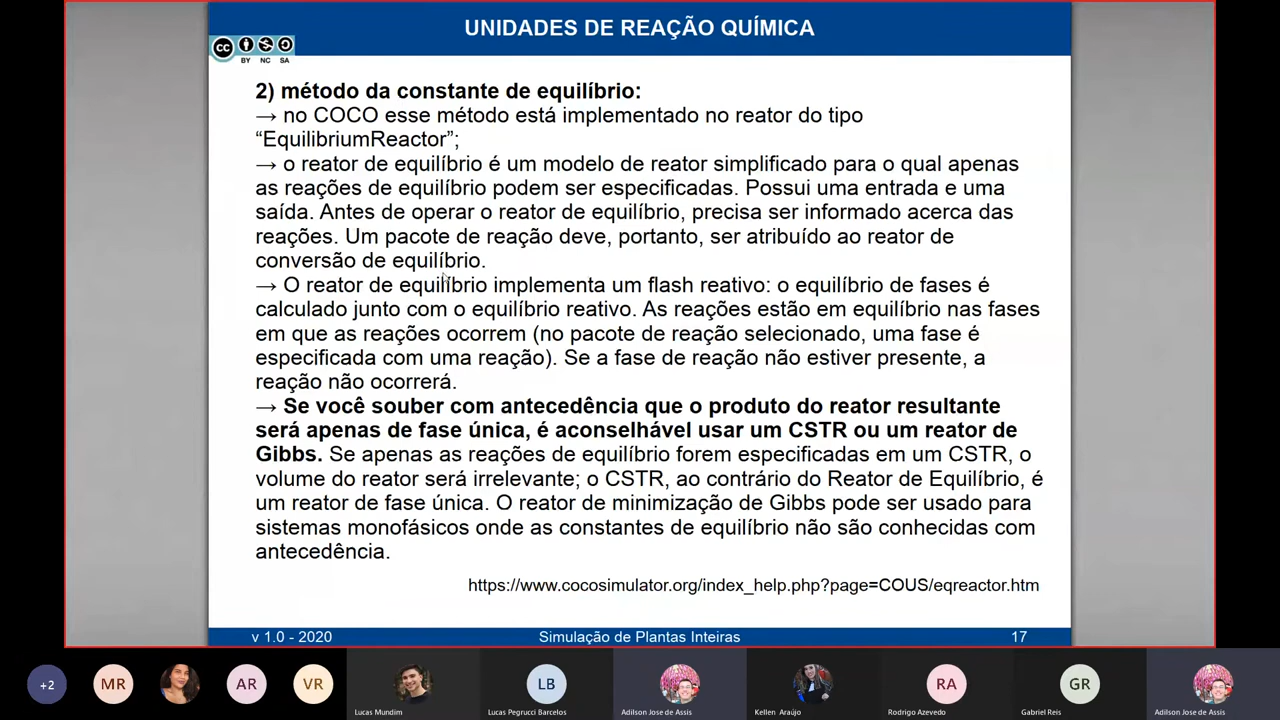 UNIDADES DE REAÇÃO QUÍMICA
cc
BY NC SA
2) método da constante de equilíbrio:
→ no COCO esse método está implementado no reator do tipo
“EquilibriumReactor”;
→ o reator de equilíbrio é um modelo de reator simplificado para o qual apenas
as reações de equilíbrio podem ser especificadas. Possui uma entrada e uma
saída. Antes de operar o reator de equilíbrio, precisa ser informado acerca das
reações. Um pacote de reação deve, portanto, ser atribuído ao reator de
conversão de equilíbrio.
→ O reator de equilíbrio implementa um flash reativo: o equilíbrio de fases é
calculado junto com o equilíbrio reativo. As reações estão em equilíbrio nas fases
em que as reações ocorrem (no pacote de reação selecionado, uma fase é
especificada com uma reação). Se a fase de reação não estiver presente, a
reação não ocorrerá.
→ Se você souber com antecedência que o produto do reator resultante
será apenas de fase única, é aconselhável usar um CSTR ou um reator de
Gibbs. Se apenas as reações de equilíbrio forem especificadas em um CSTR, o
volume do reator será irrelevante; o CSTR, ao contrário do Reator de Equilíbrio, é
um reator de fase única. O reator de minimização de Gibbs pode ser usado para
sistemas monofásicos onde as constantes de equilíbrio não são conhecidas com
antecedência.
https://www.cocosimulator.org/index_help.php?page=COUS/eqreactor.htm
v 1.0 - 2020 Simulação de Plantas Inteiras 17
+2 MR AR VR LB RA GR
Lucas Mundim Lucas Pegrucci Barcelos Adilson Jose de Assis Kellen Araújo Rodrigo Azevedo Gabriel Reis Adilson Jose de Assis